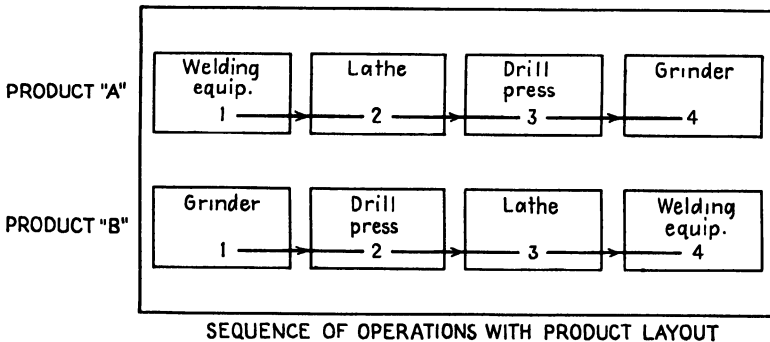 PRODUCT "A"
Welding equip.
1
Lathe
2
Drill press
3
Grinder
4
PRODUCT "B"
Grinder
1
Drill press
2
Lathe
3
Welding equip.
4
SEQUENCE OF OPERATIONS WITH PRODUCT LAYOUT